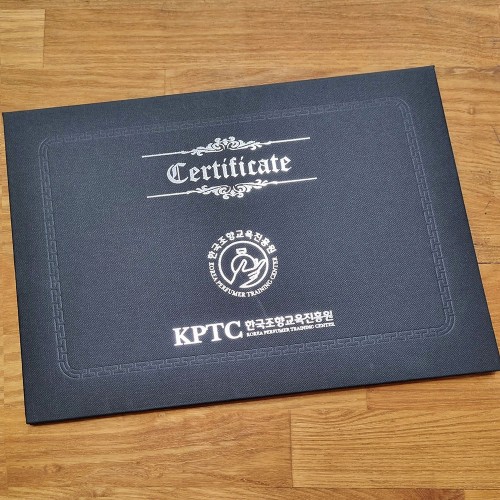 Certificate
한국조향교육진흥원
KOREA PERFUMER TRAINING CENTER
KPTC 한국조향교육진흥원
KOREA PERFUMER TRAINING CENTER